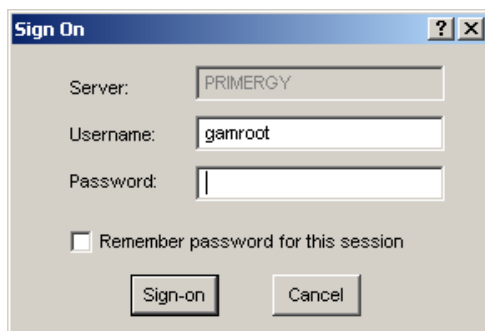 Sign On
Server: PRIMERGY
Username: gamroot
Password:
Remember password for this session
Sign-on Cancel